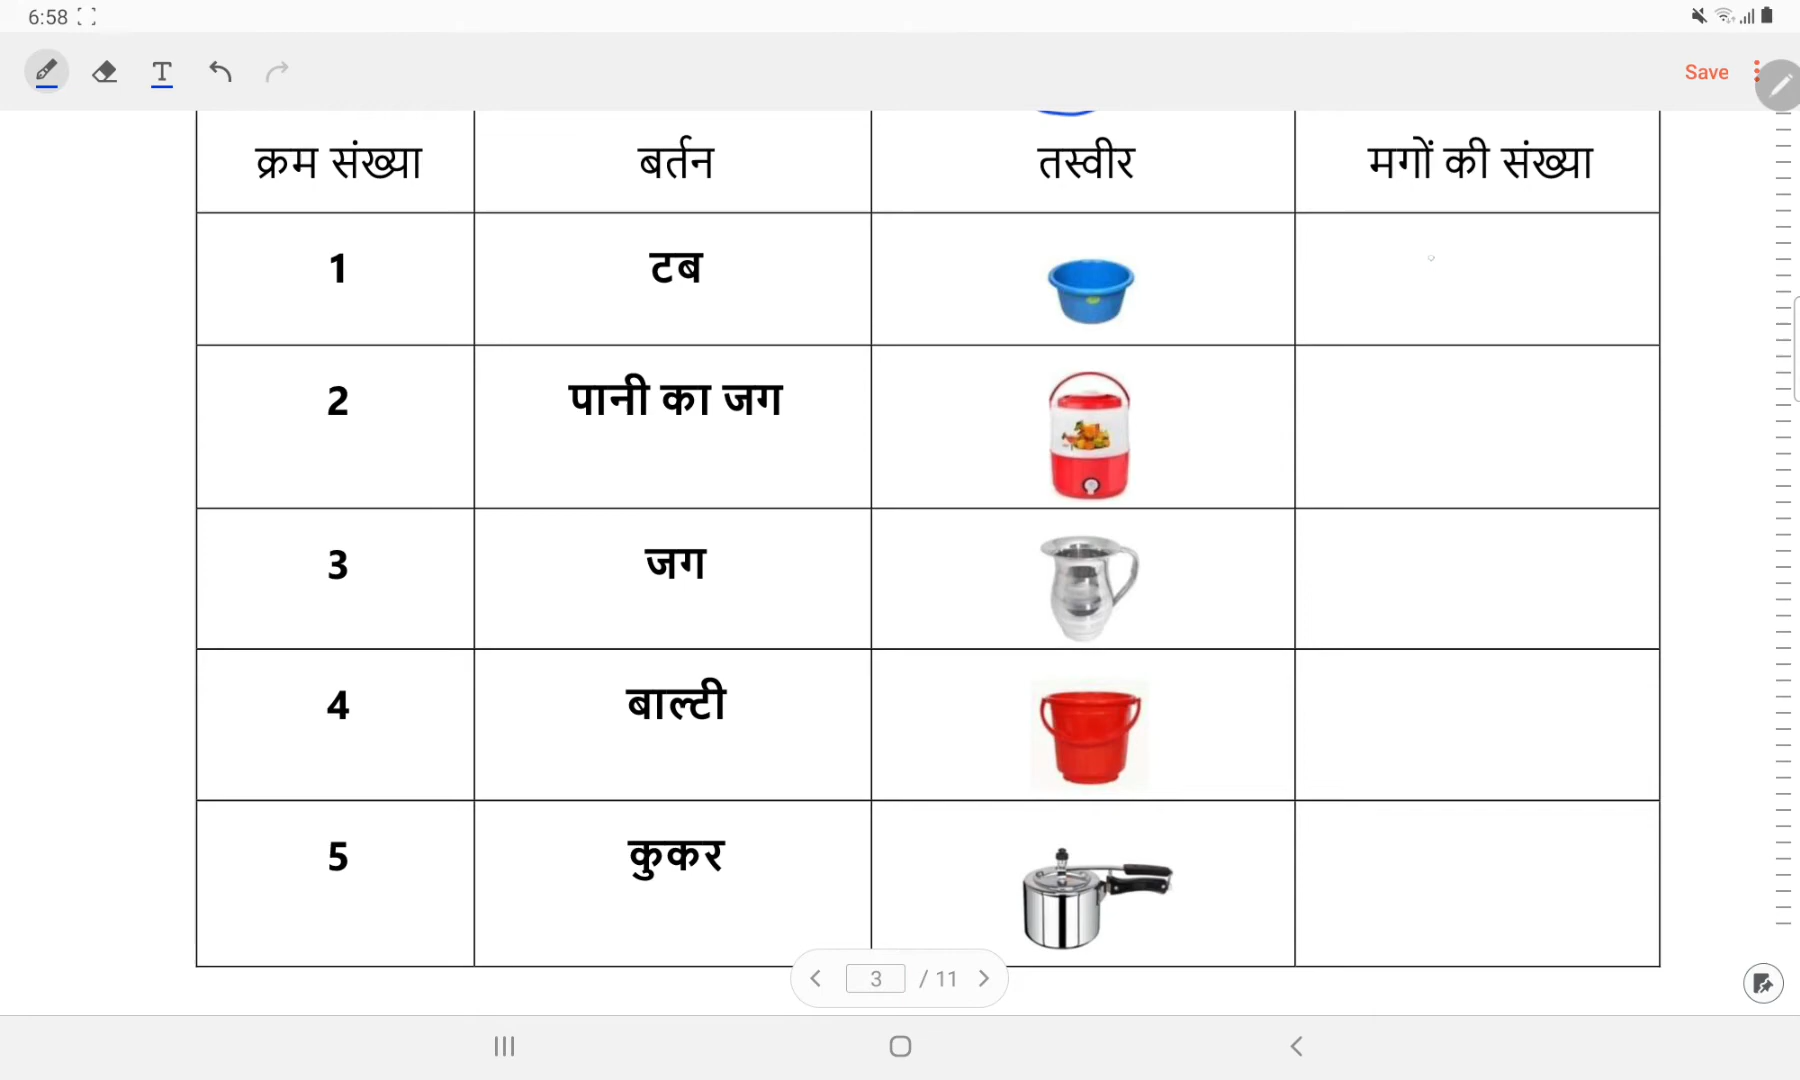 6:58
Save
क्रम संख्या बर्तन तस्वीर मगों की संख्या
1 टब
2 पानी का जग
3 जग
4 बाल्टी
5 कुकर
3 / 11